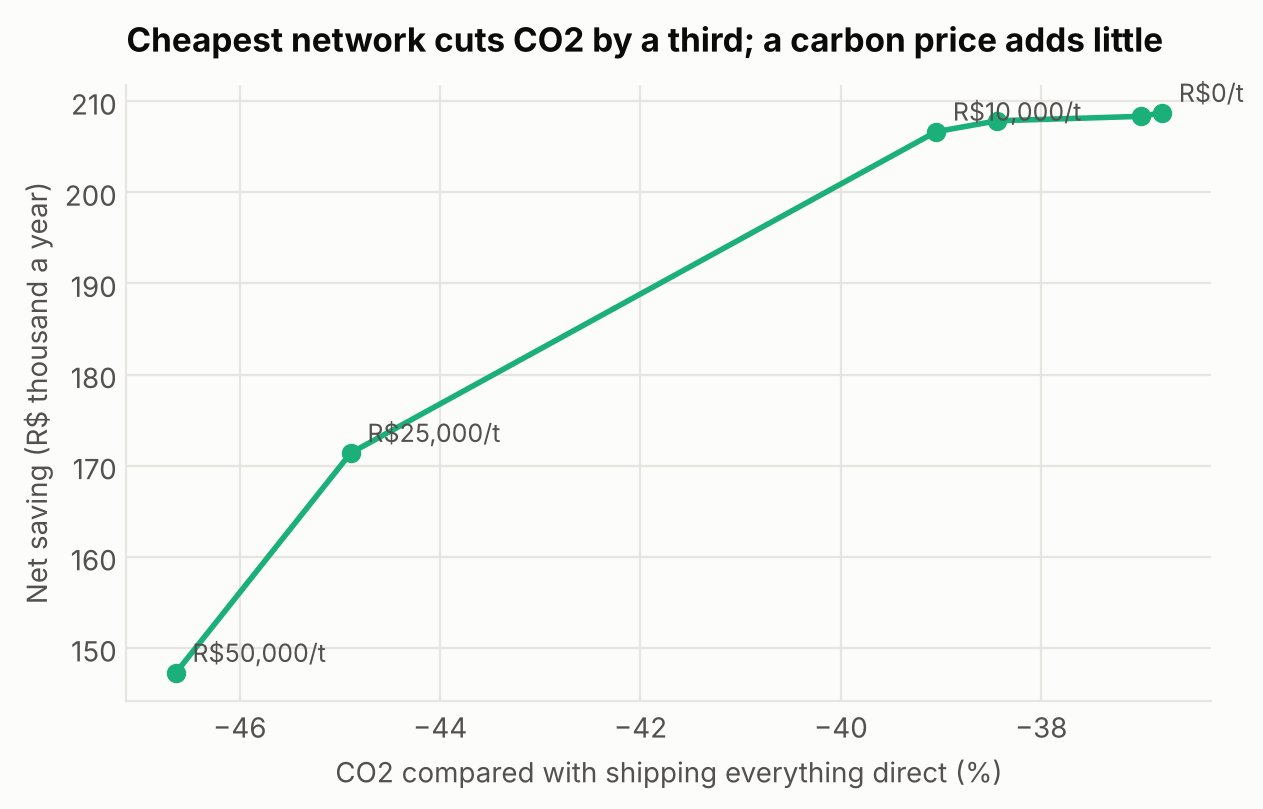 Cheapest network cuts CO2 by a third; a carbon price adds little
R$0/t
R$10,000/t
R$25,000/t
R$50,000/t
210
200
190
180
170
160
150
Net saving (R$ thousand a year)
−46
−44
−42
−40
−38
CO2 compared with shipping everything direct (%)